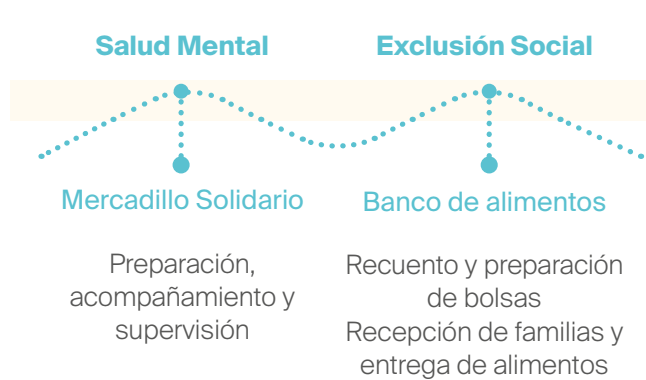 Salud Mental
Mercadillo Solidario
Preparación,
acompañamiento y
supervisión
Exclusión Social
Banco de alimentos
Recuento y preparación
de bolsas
Recepción de familias y
entrega de alimentos